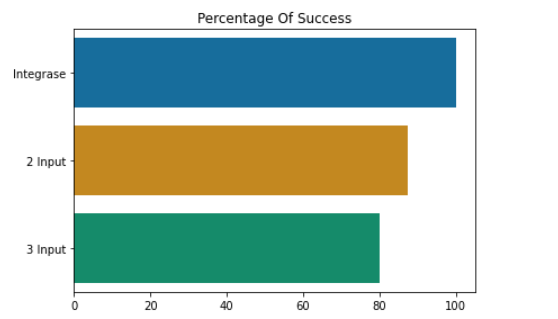 Percentage Of Success
Integrase
2 Input
3 Input
0 20 40 60 80 100